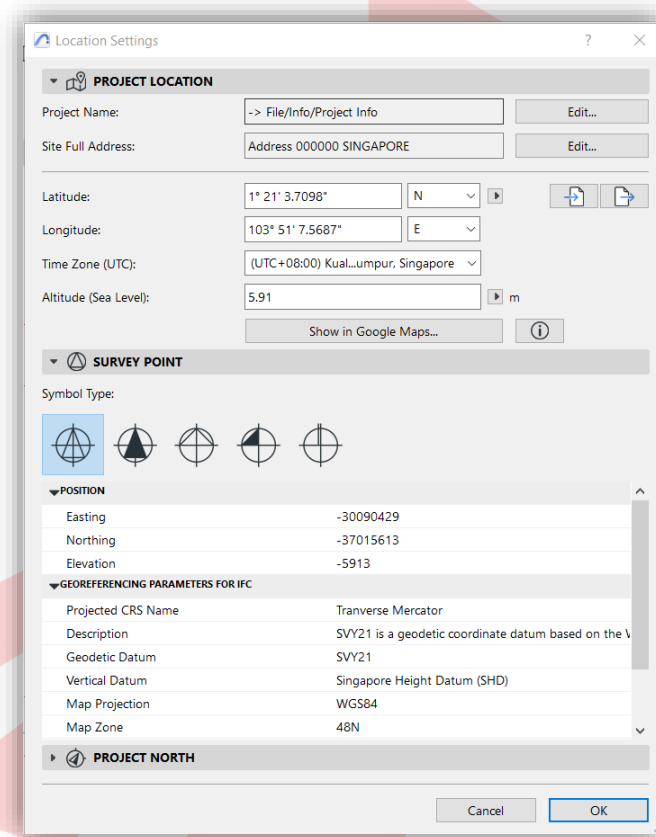 Location Settings ?
PROJECT LOCATION
Project Name: -> File/Info/Project Info Edit...
Site Full Address: Address 000000 SINGAPORE Edit...
Latitude: 1° 21' 3.7098" N
Longitude: 103° 51' 7.5687" E
Time Zone (UTC): (UTC+08:00) Kual...umpur, Singapore
Altitude (Sea Level): 5.91 m
Show in Google Maps...
SURVEY POINT
Symbol Type:
POSITION
Easting -30090429
Northing -37015613
Elevation -5913
GEOREFERENCING PARAMETERS FOR IFC
Projected CRS Name Tranverse Mercator
Description SVY21 is a geodetic coordinate datum based on the
Geodetic Datum SVY21
Vertical Datum Singapore Height Datum (SHD)
Map Projection WGS84
Map Zone 48N
PROJECT NORTH
Cancel OK